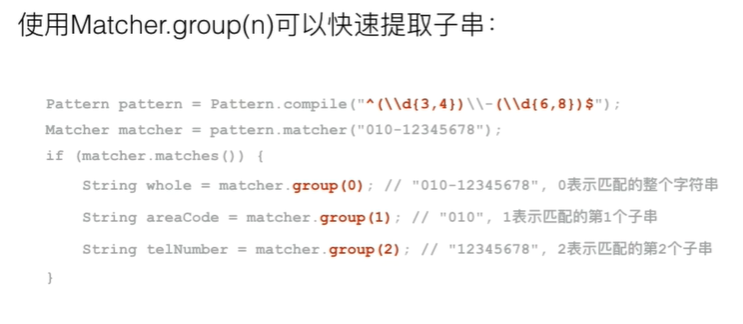 使用Matcher.group(n)可以快速提取子串：
Pattern pattern = Pattern.compile("^(\\d{3,4})\\-(\\d{6,8})$");
Matcher matcher = pattern.matcher("010-12345678");
if (matcher.matches()) {
    String whole = matcher.group(0); // "010-12345678", 0表示匹配的整个字符串
    String areaCode = matcher.group(1); // "010", 1表示匹配的第1个子串
    String telNumber = matcher.group(2); // "12345678", 2表示匹配的第2个子串
}